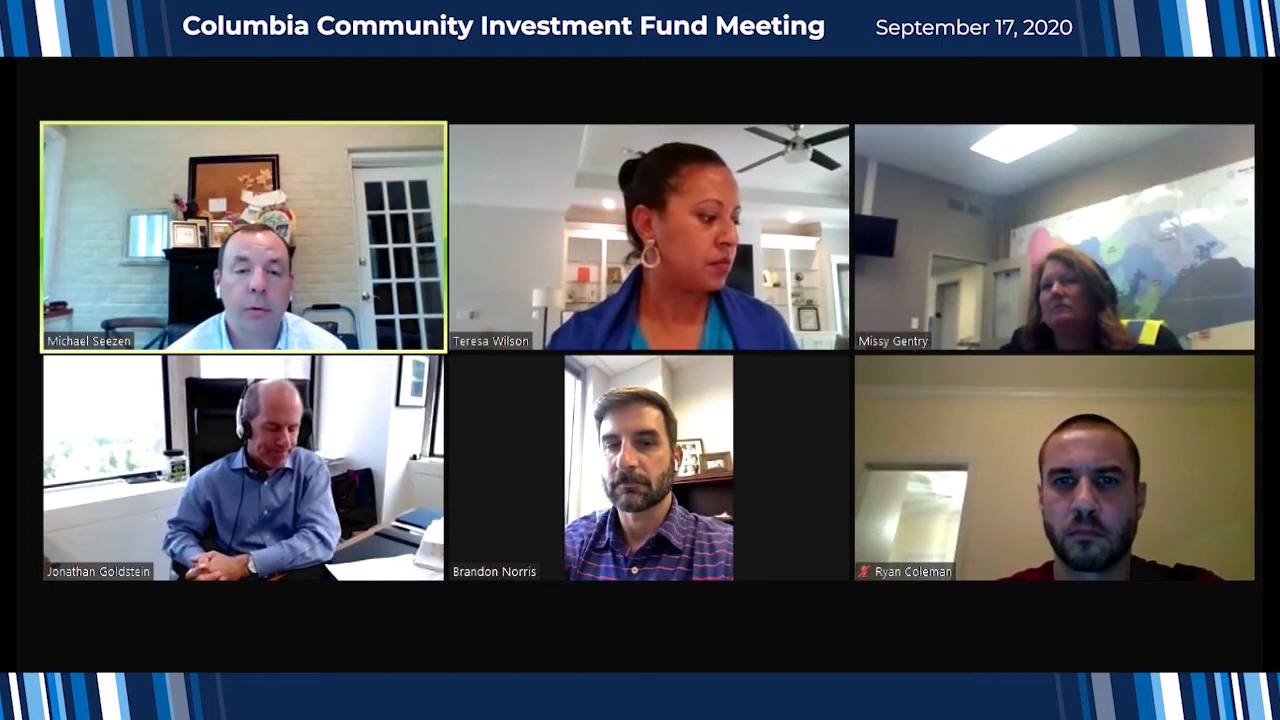 Columbia Community Investment Fund Meeting
September 17, 2020
Michael Seezen
Teresa Wilson
Missy Gentry
Jonathan Goldstein
Brandon Norris
Ryan Coleman